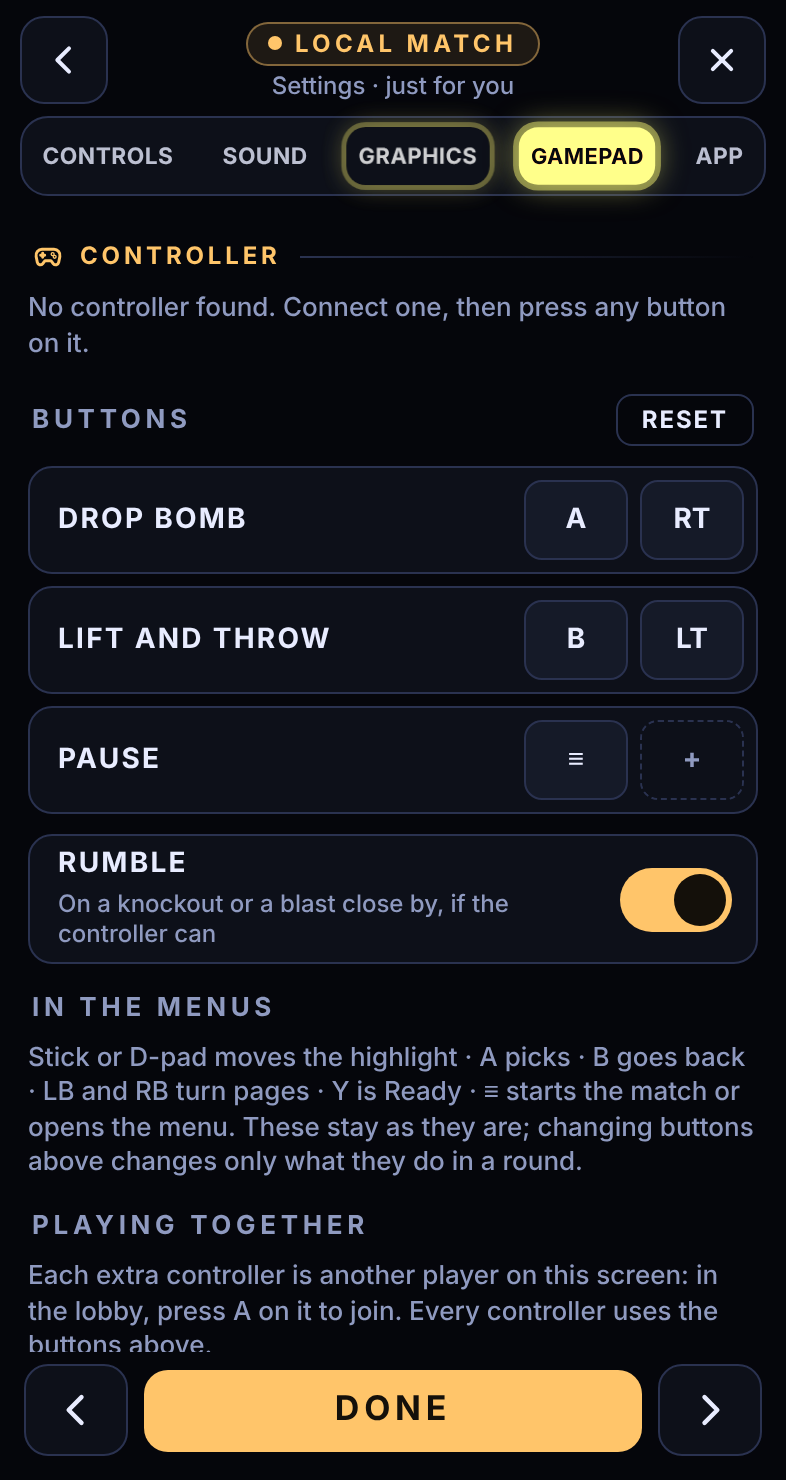 LOCAL MATCH
Settings · just for you
CONTROLS SOUND GRAPHICS GAMEPAD APP
CONTROLLER
No controller found. Connect one, then press any button
on it.
BUTTONS RESET
DROP BOMB A RT
LIFT AND THROW B LT
PAUSE ≡ +
RUMBLE
On a knockout or a blast close by, if the
controller can
IN THE MENUS
Stick or D-pad moves the highlight · A picks · B goes back
· LB and RB turn pages · Y is Ready · ≡ starts the match or
opens the menu. These stay as they are; changing buttons
above changes only what they do in a round.
PLAYING TOGETHER
Each extra controller is another player on this screen: in
the lobby, press A on it to join. Every controller uses the
buttons above.
DONE